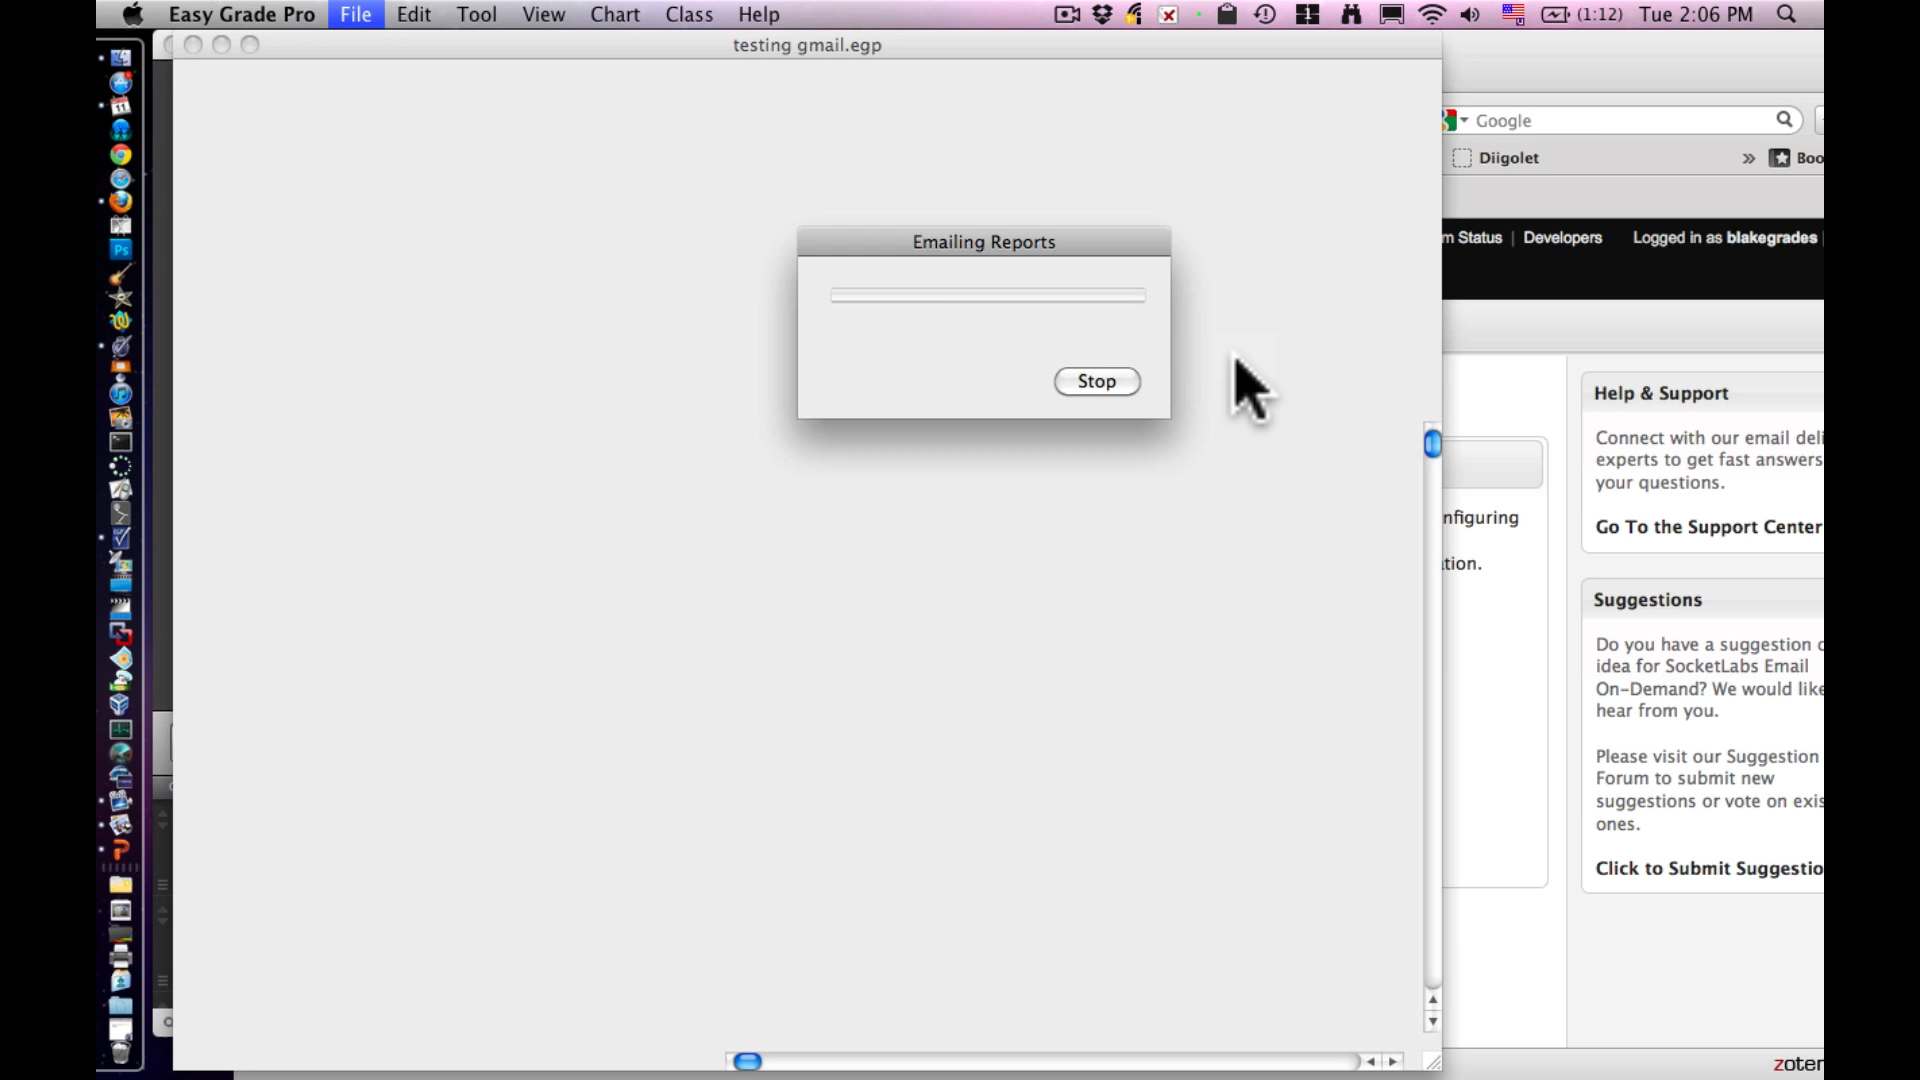 Easy Grade Pro File Edit Tool View Chart Class Help (1:12) Tue 2:06 PM
testing gmail.egp
Google
Diigolet » Boo
Emailing Reports
Stop
m Status | Developers Logged in as blakegrades
nfiguring
tion.
Help & Support
Connect with our email deli
experts to get fast answers
your questions.
Go To the Support Center
Suggestions
Do you have a suggestion o
idea for SocketLabs Email
On-Demand? We would like
hear from you.
Please visit our Suggestion
Forum to submit new
suggestions or vote on exis
ones.
Click to Submit Suggestio
zoter